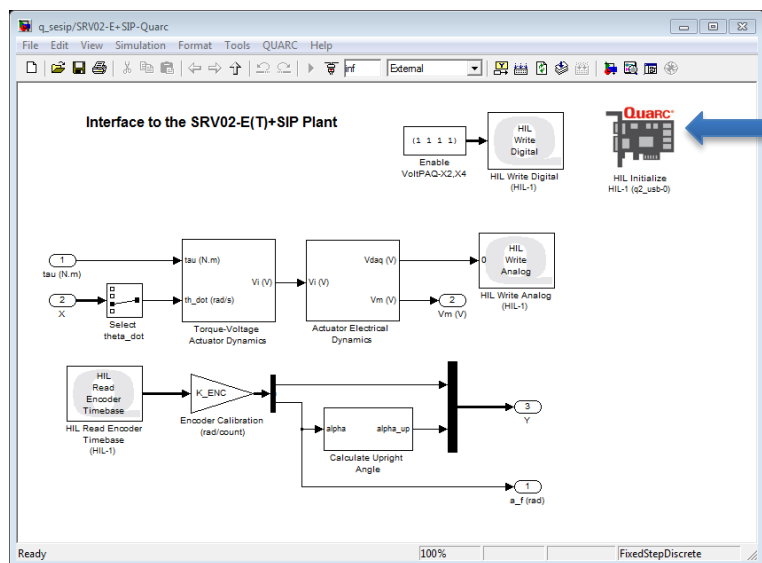 q_sesip/SRV02-E+SIP-Quarc
File Edit View Simulation Format Tools QUARC Help
inf External
Interface to the SRV02-E(T)+SIP Plant
(1 1 1 1)
Enable
VoltPAQ-X2,X4
HIL
Write
Digital
HIL Write Digital
(HIL-1)
QUARC
HIL Initialize
HIL-1 (q2_usb-0)
1
tau (N.m)
2
X
Select
theta_dot
tau (N.m)
th_dot (rad/s)
Vi (V)
Torque-Voltage
Actuator Dynamics
Vi (V)
Vdaq (V)
Vm (V)
Actuator Electrical
Dynamics
0
HIL
Write
Analog
HIL Write Analog
(HIL-1)
2
Vm (V)
HIL
Read
Encoder
Timebase
HIL Read Encoder
Timebase
(HIL-1)
K_ENC
Encoder Calibration
(rad/count)
alpha alpha_up
Calculate Upright
Angle
3
Y
1
a_f (rad)
Ready 100% FixedStepDiscrete